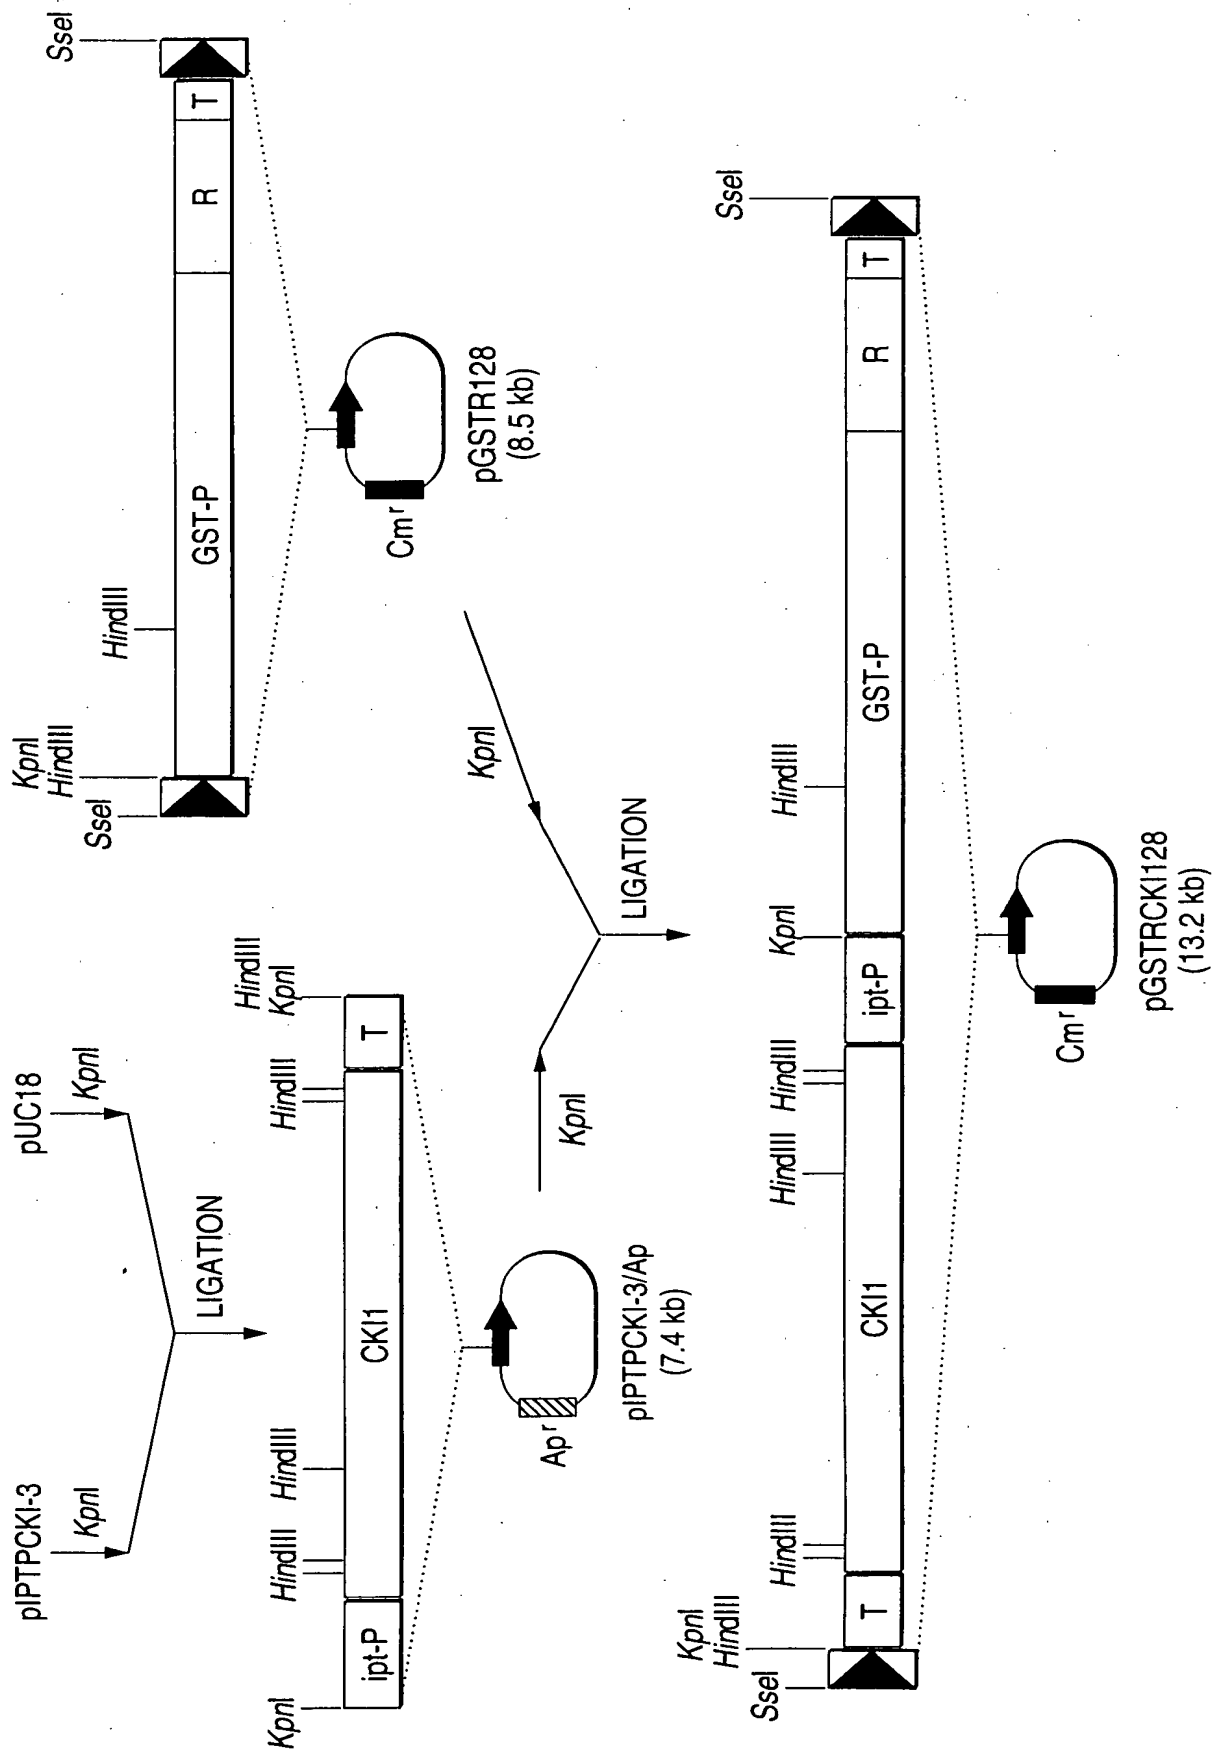 pIPTPCKI-3
pUC18
KpnI
KpnI
LIGATION
KpnI
HindIII
HindIII
HindIII
HindIII
KpnI
ipt-P
CKI1
T
Apr
pIPTPCKI-3/Ap
(7.4 kb)
SseI
KpnI
HindIII
HindIII
SseI
GST-P
R
T
Cmr
pGSTR128
(8.5 kb)
KpnI
KpnI
LIGATION
SseI
KpnI
HindIII
HindIII
HindIII
HindIII
KpnI
HindIII
SseI
T
CKI1
ipt-P
GST-P
R
T
Cmr
pGSTRCKI128
(13.2 kb)